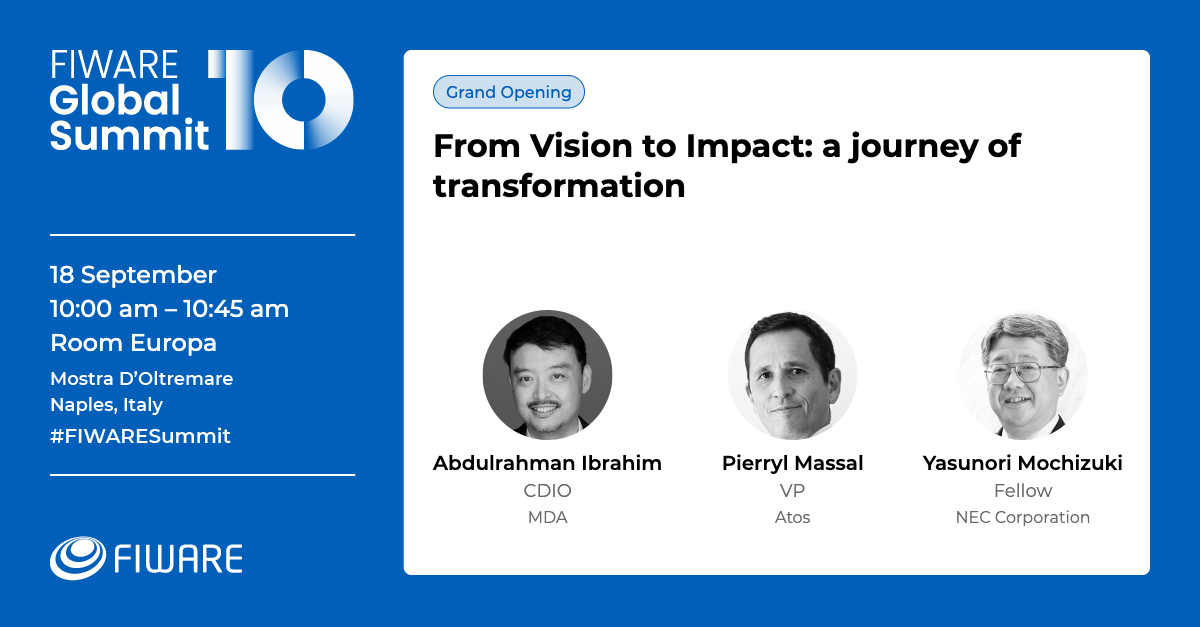 FIWARE
Global
Summit
10
18 September
10:00 am – 10:45 am
Room Europa
Mostra D’Oltremare
Naples, Italy
#FIWARESummit
FIWARE
Grand Opening
From Vision to Impact: a journey of
transformation
Abdulrahman Ibrahim
CDIO
MDA
Pierryl Massal
VP
Atos
Yasunori Mochizuki
Fellow
NEC Corporation